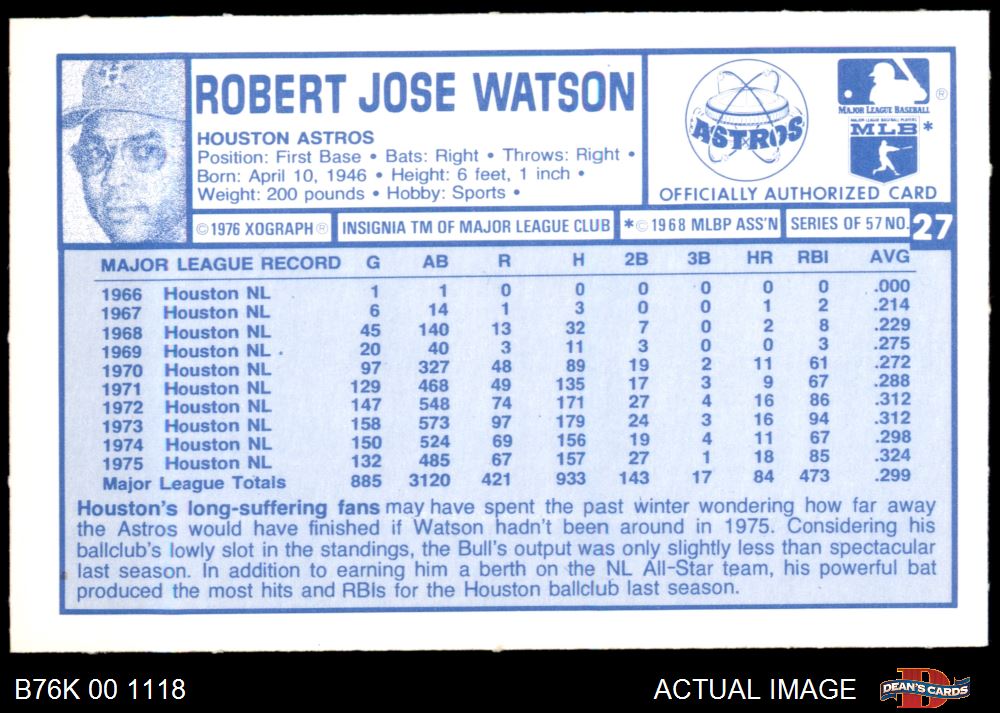 ROBERT JOSE WATSON
HOUSTON ASTROS
Position: First Base • Bats: Right • Throws: Right •
Born: April 10, 1946 • Height: 6 feet, 1 inch •
Weight: 200 pounds • Hobby: Sports •
H
ASTROS
MAJOR LEAGUE BASEBALL ®
MAJOR LEAGUE BASEBALL PLAYERS
MLB *
OFFICIALLY AUTHORIZED CARD
© 1976 XOGRAPH ® INSIGNIA TM OF MAJOR LEAGUE CLUB *© 1968 MLBP ASS'N SERIES OF 57 NO. 27
MAJOR LEAGUE RECORD G AB R H 2B 3B HR RBI AVG
1966 Houston NL 1 1 0 0 0 0 0 0 .000
1967 Houston NL 6 14 1 3 0 0 1 2 .214
1968 Houston NL 45 140 13 32 7 0 2 8 .229
1969 Houston NL 20 40 3 11 3 0 0 3 .275
1970 Houston NL 97 327 48 89 19 2 11 61 .272
1971 Houston NL 129 468 49 135 17 3 9 67 .288
1972 Houston NL 147 548 74 171 27 4 16 86 .312
1973 Houston NL 158 573 97 179 24 3 16 94 .312
1974 Houston NL 150 524 69 156 19 4 11 67 .298
1975 Houston NL 132 485 67 157 27 1 18 85 .324
Major League Totals 885 3120 421 933 143 17 84 473 .299
Houston's long-suffering fans may have spent the past winter wondering how far away
the Astros would have finished if Watson hadn't been around in 1975. Considering his
ballclub's lowly slot in the standings, the Bull's output was only slightly less than spectacular
last season. In addition to earning him a berth on the NL All-Star team, his powerful bat
produced the most hits and RBIs for the Houston ballclub last season.
B76K 00 1118
ACTUAL IMAGE
D
DEAN'S CARDS